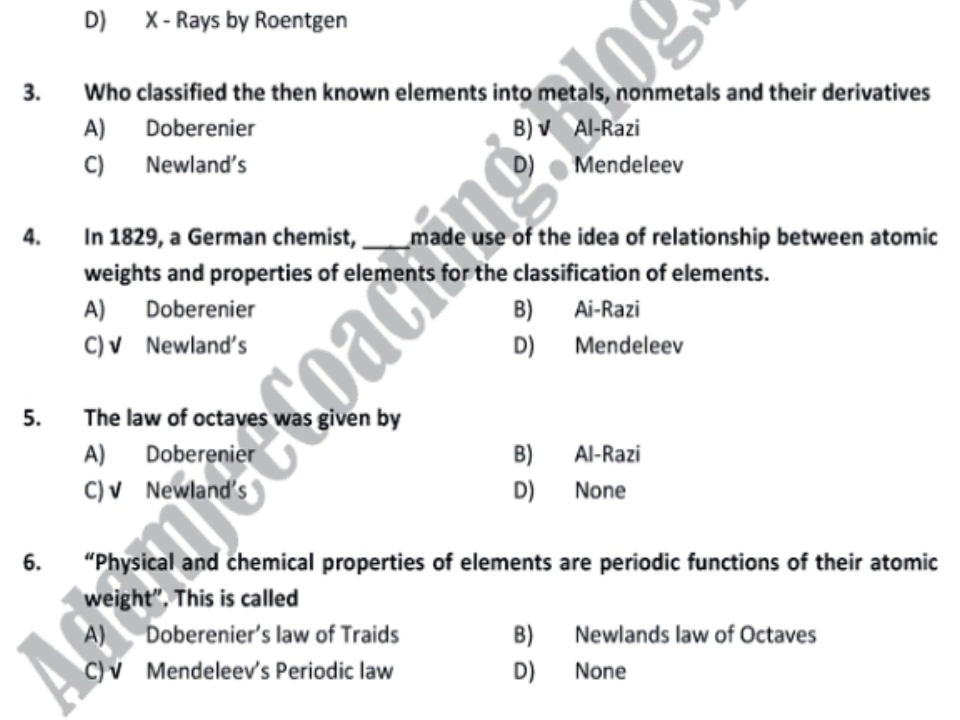 D) X - Rays by Roentgen
3. Who classified the then known elements into metals, nonmetals and their derivatives
A) Doberenier B) √ Al-Razi
C) Newland's D) Mendeleev
4. In 1829, a German chemist, ____made use of the idea of relationship between atomic
weights and properties of elements for the classification of elements.
A) Doberenier B) Ai-Razi
C) √ Newland's D) Mendeleev
5. The law of octaves was given by
A) Doberenier B) Al-Razi
C) √ Newland's D) None
6. "Physical and chemical properties of elements are periodic functions of their atomic
weight". This is called
A) Doberenier's law of Traids B) Newlands law of Octaves
C) √ Mendeleev's Periodic law D) None
AdamjeeCoaching.Blogsp